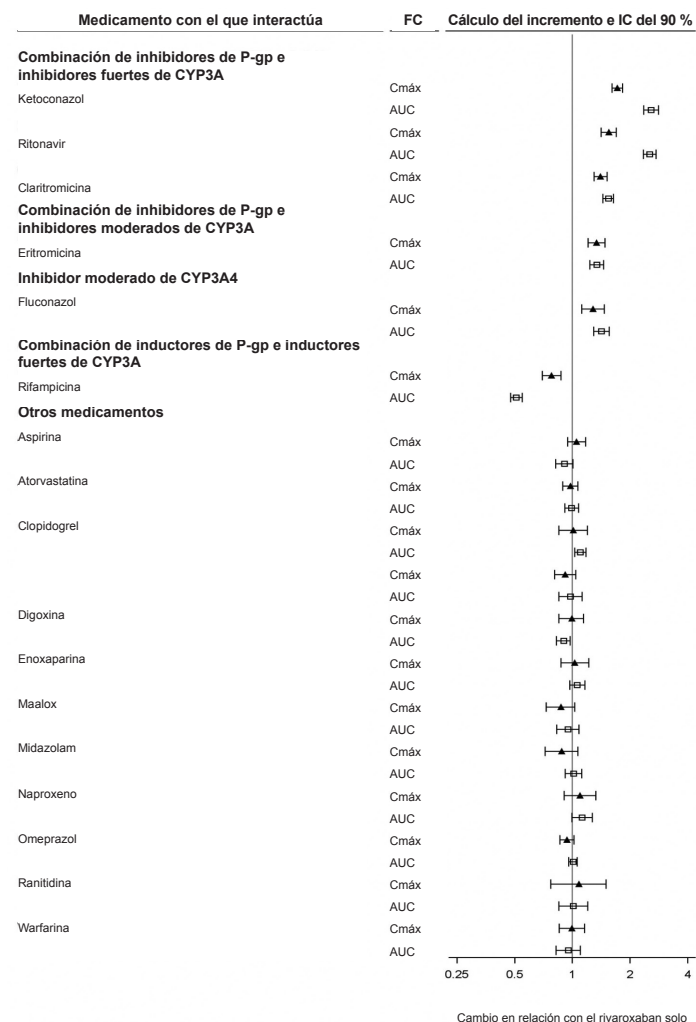 Medicamento con el que interactúa FC Cálculo del incremento e IC del 90 %
Combinación de inhibidores de P-gp e
inhibidores fuertes de CYP3A
Cmáx
Ketoconazol
AUC
Cmáx
Ritonavir
AUC
Cmáx
Claritromicina
AUC
Combinación de inhibidores de P-gp e
inhibidores moderados de CYP3A
Cmáx
Eritromicina
AUC
Inhibidor moderado de CYP3A4
Fluconazol
Cmáx
AUC
Combinación de inductores de P-gp e inductores
fuertes de CYP3A
Cmáx
Rifampicina
AUC
Otros medicamentos
Aspirina Cmáx
AUC
Atorvastatina Cmáx
AUC
Clopidogrel Cmáx
AUC
Cmáx
AUC
Digoxina Cmáx
AUC
Enoxaparina Cmáx
AUC
Maalox Cmáx
AUC
Midazolam Cmáx
AUC
Naproxeno Cmáx
AUC
Omeprazol Cmáx
AUC
Ranitidina Cmáx
AUC
Warfarina Cmáx
AUC
0.25 0.5 1 2 4
Cambio en relación con el rivaroxaban solo